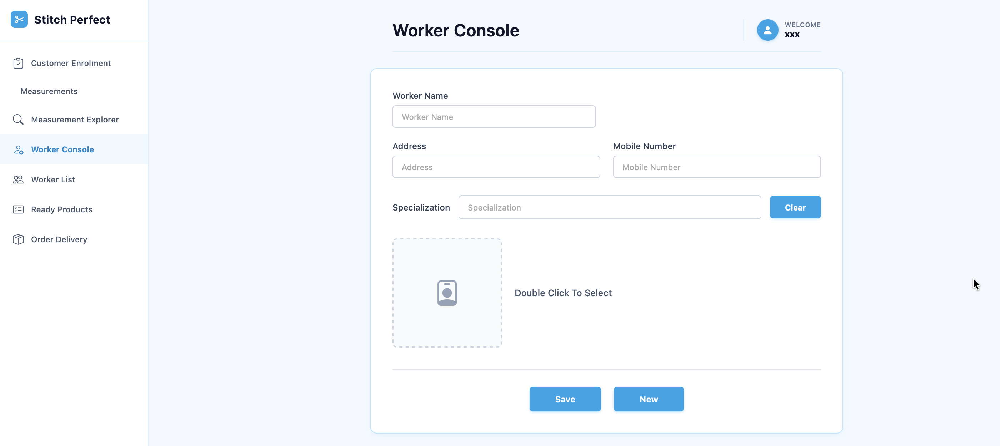 Stitch Perfect
Customer Enrolment
Measurements
Measurement Explorer
Worker Console
Worker List
Ready Products
Order Delivery
Worker Console
WELCOME
xxx
Worker Name
Worker Name
Address
Mobile Number
Address
Mobile Number
Specialization
Specialization
Clear
Double Click To Select
Save
New